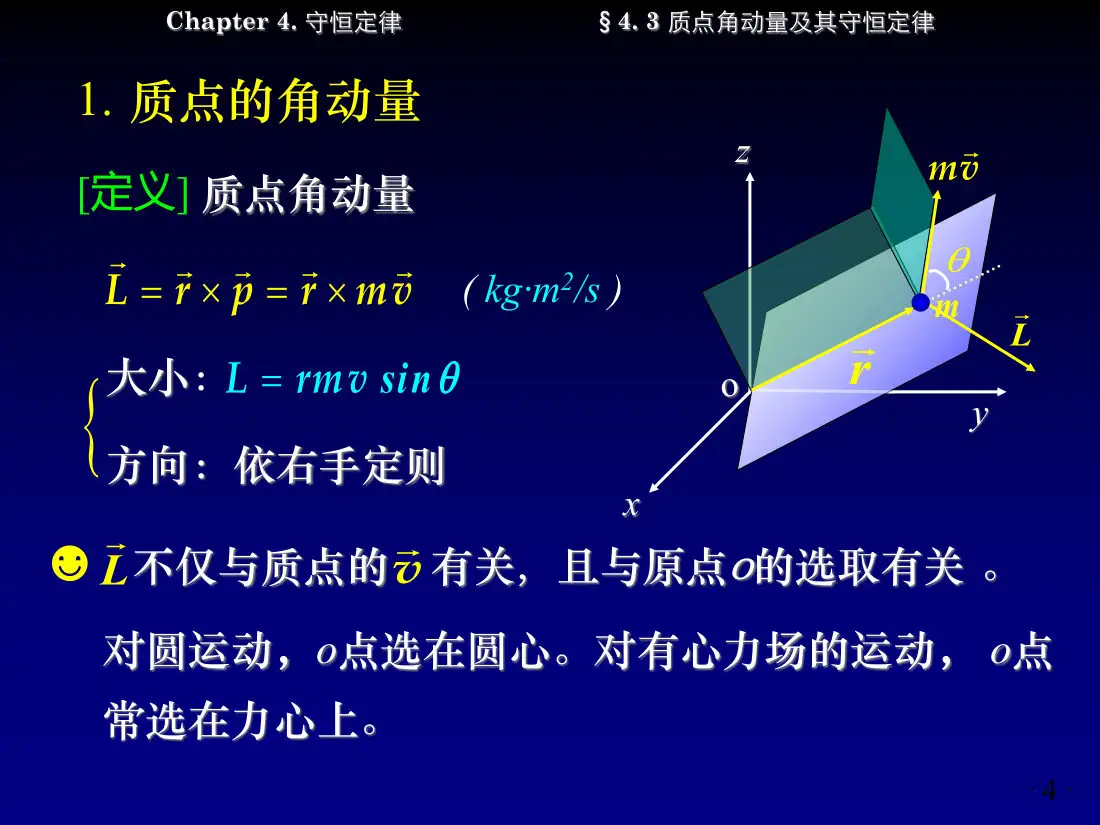 Chapter 4. 守恒定律 §4.3 质点角动量及其守恒定律
1. 质点的角动量
[定义] 质点角动量
L⃗ = r⃗ × p⃗ = r⃗ × mv⃗ ( kg·m²/s )
大小：L = rmv sinθ
方向：依右手定则
z
mv⃗
θ
m
L⃗
r⃗
o
y
x
L⃗ 不仅与质点的 v⃗ 有关，且与原点o的选取有关 。
对圆运动，o点选在圆心。对有心力场的运动， o点
常选在力心上。
· 4 ·